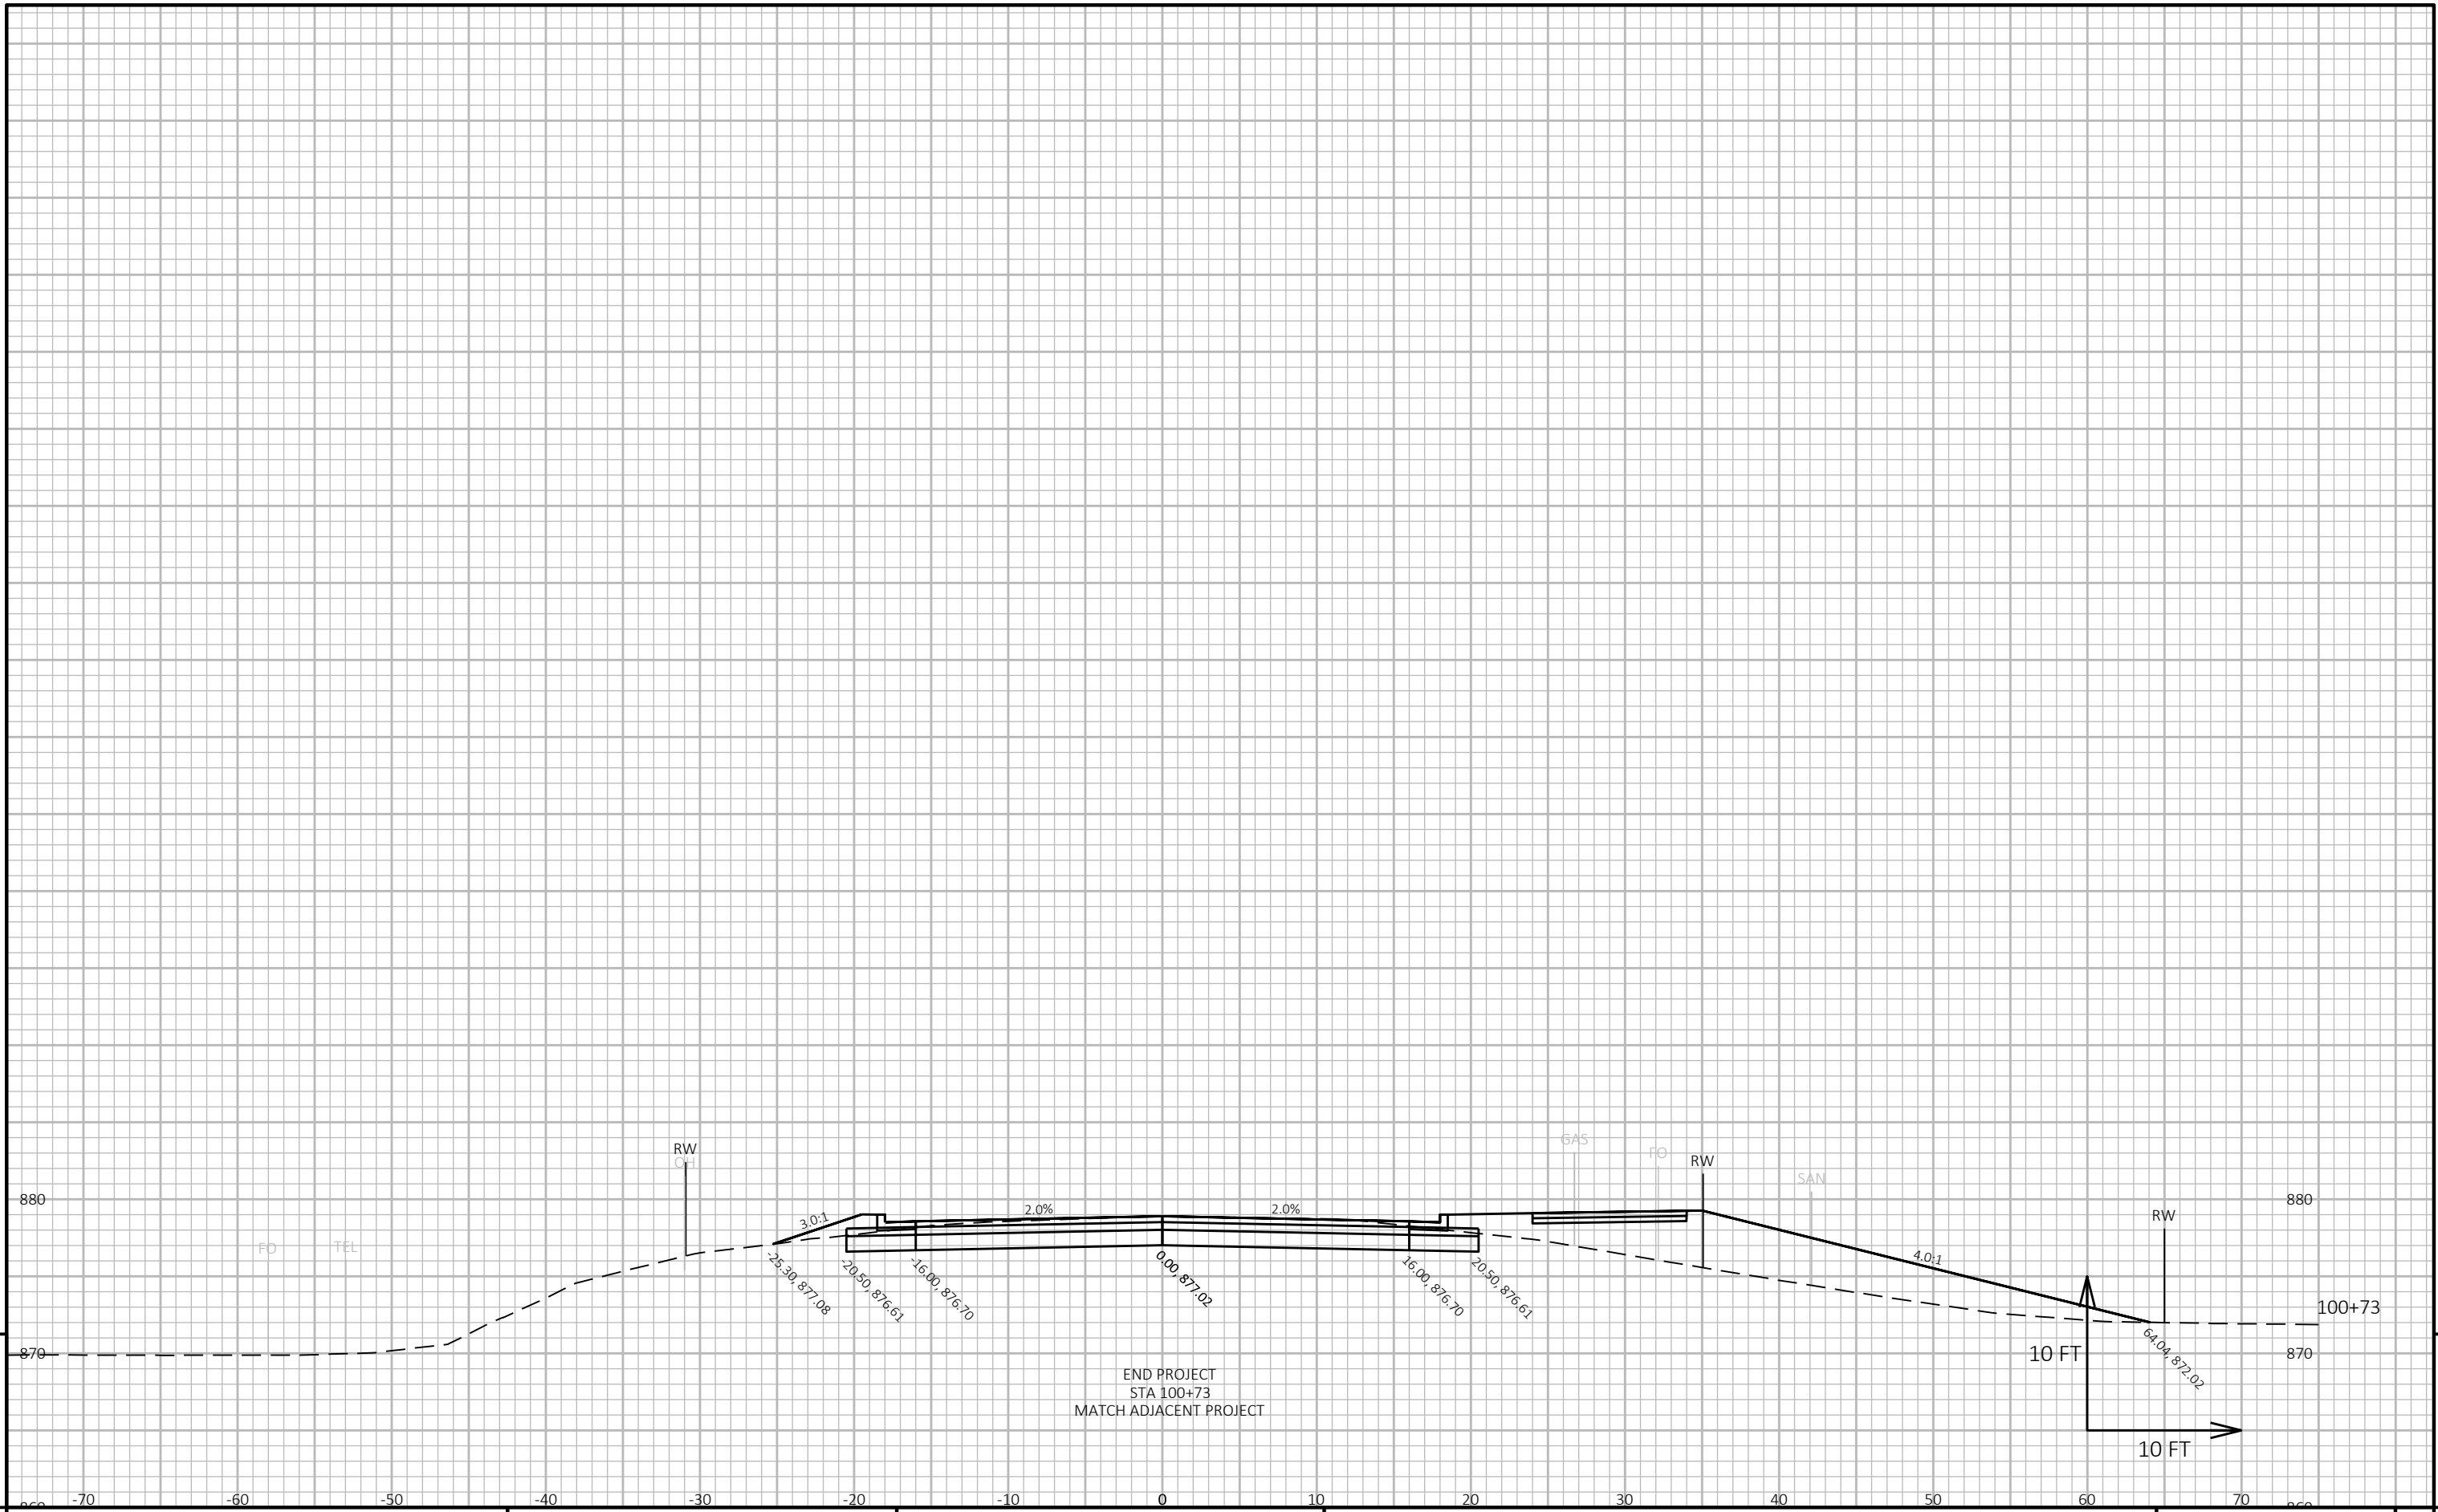 GAS
FO
RW
OH
RW
SAN
880
880
3.0:1
2.0%
2.0%
RW
FO
TEL
4.0:1
-25.30, 877.08
-20.50, 876.61
-16.00, 876.70
0.00, 877.02
16.00, 876.70
20.50, 876.61
100+73
870
10 FT
64.04, 872.02
870
END PROJECT
STA 100+73
MATCH ADJACENT PROJECT
10 FT
860
-70
-60
-50
-40
-30
-20
-10
0
10
20
30
40
50
60
70
860